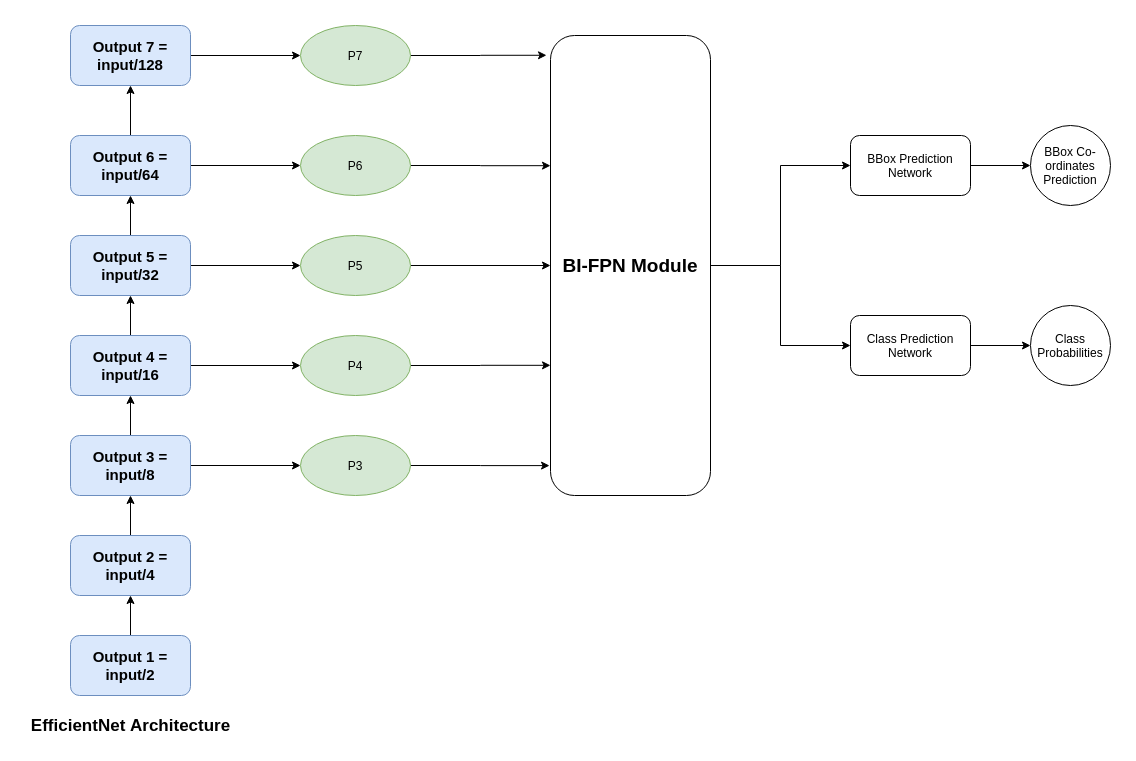 Output 7 =
input/128
P7
Output 6 =
input/64
P6
BBox Prediction
Network
BBox Co-
ordinates
Prediction
Output 5 =
input/32
P5
BI-FPN Module
Output 4 =
input/16
P4
Class Prediction
Network
Class
Probabilities
Output 3 =
input/8
P3
Output 2 =
input/4
Output 1 =
input/2
EfficientNet Architecture